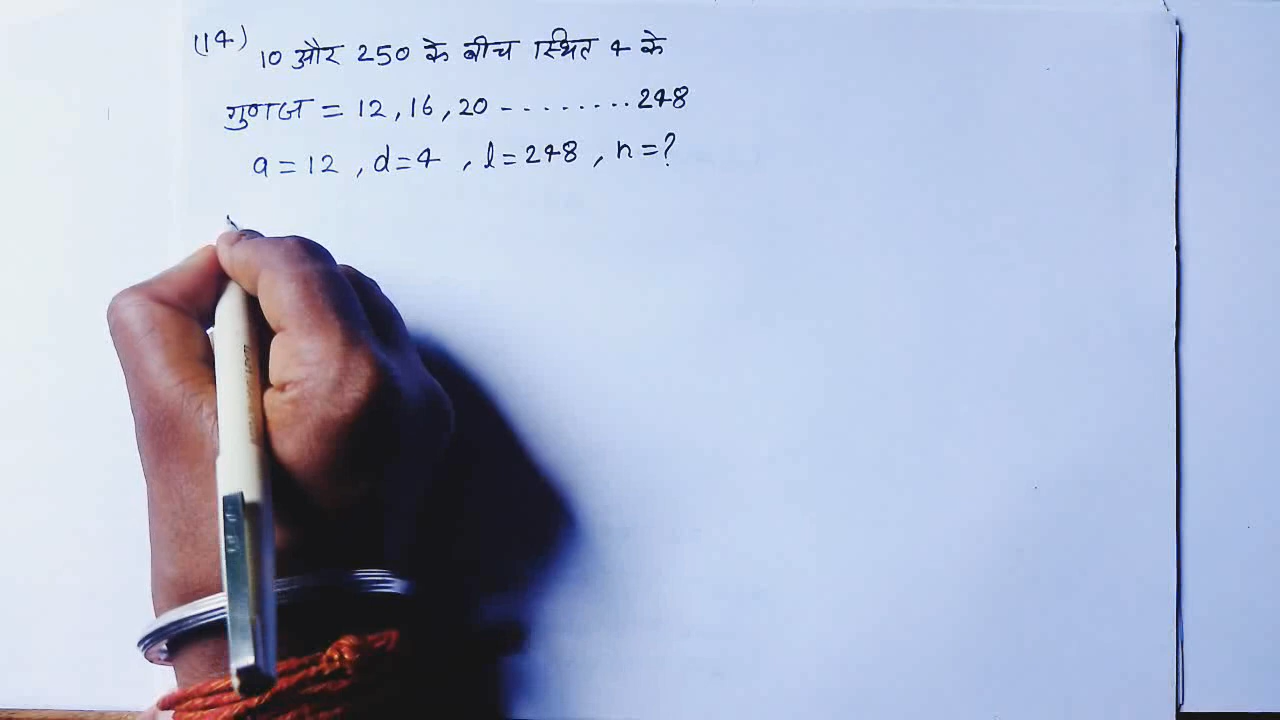 (14) 10 और 250 के बीच स्थित 4 के
गुणज = 12, 16, 20 - ........ 248
a = 12 , d = 4 , l = 248 , n = ?